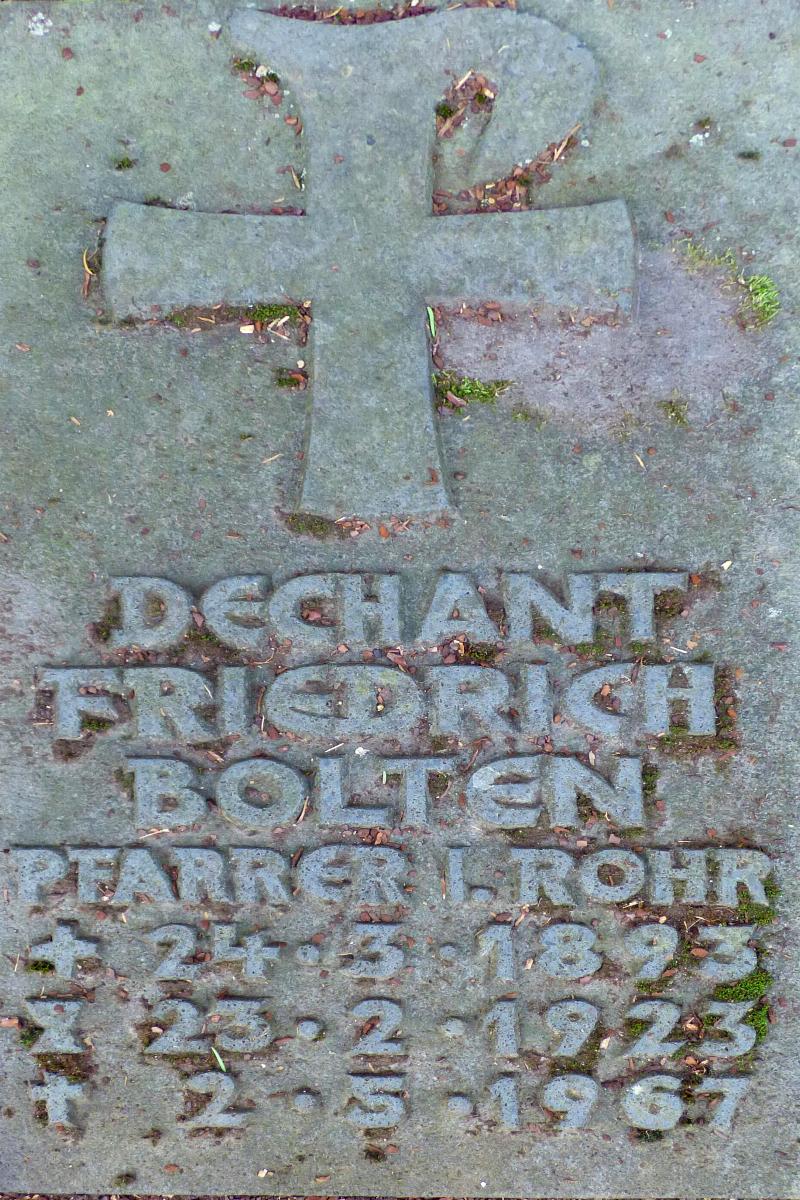 DECHANT
FRIEDRICH
BOLTEN
PFARRER I. ROHR
+ 24·3·1893
⧖ 23·2·1923
† 2·5·1967